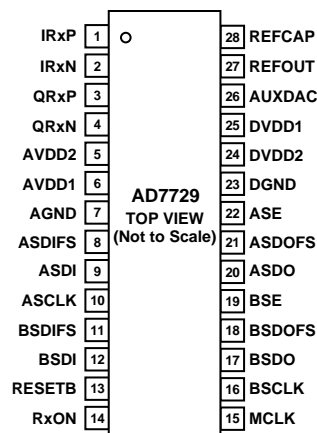 IRxP 1 28 REFCAP
IRxN 2 27 REFOUT
QRxP 3 26 AUXDAC
QRxN 4 25 DVDD1
AVDD2 5 24 DVDD2
AVDD1 6 23 DGND
AD7729
AGND 7 TOP VIEW 22 ASE
ASDIFS 8 (Not to Scale) 21 ASDOFS
ASDI 9 20 ASDO
ASCLK 10 19 BSE
BSDIFS 11 18 BSDOFS
BSDI 12 17 BSDO
RESETB 13 16 BSCLK
RxON 14 15 MCLK